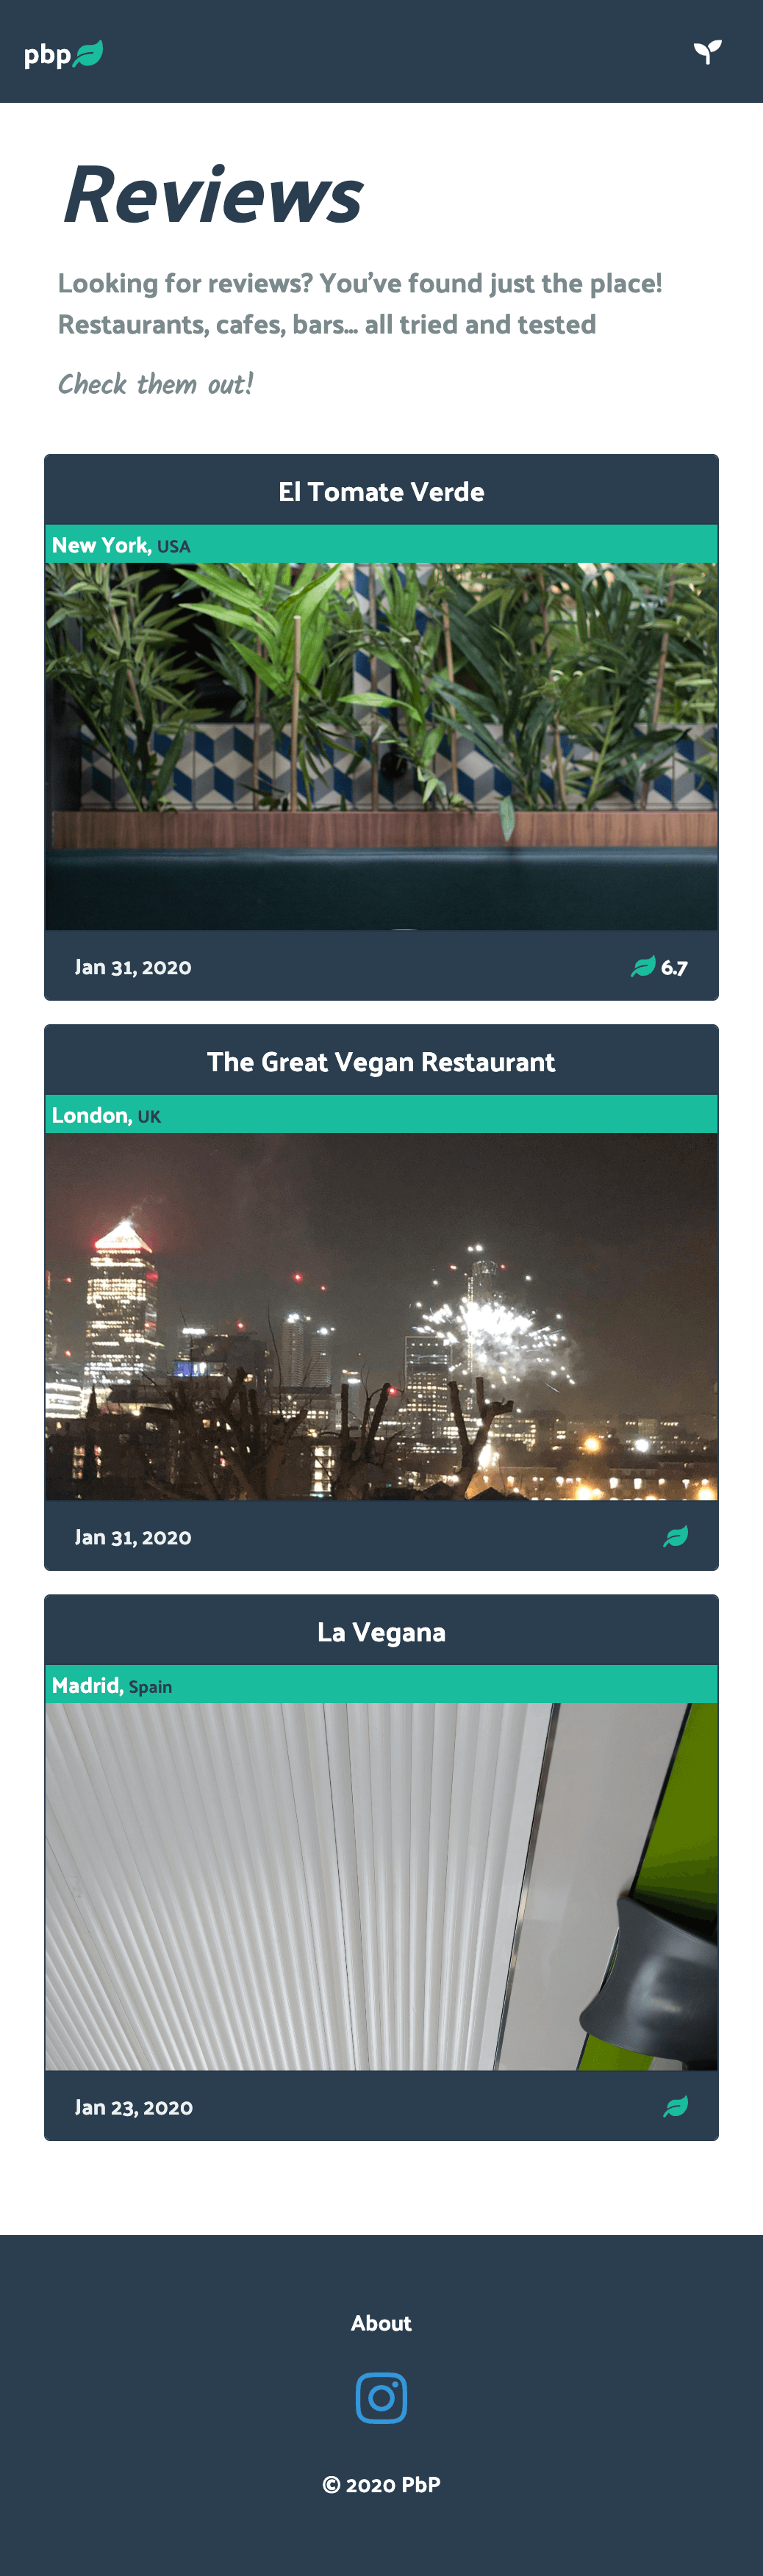 pbp
Reviews
Looking for reviews? You’ve found just the place!
Restaurants, cafes, bars... all tried and tested
Check them out!
El Tomate Verde
New York, USA
Jan 31, 2020
6.7
The Great Vegan Restaurant
London, UK
Jan 31, 2020
La Vegana
Madrid, Spain
Jan 23, 2020
About
© 2020 PbP